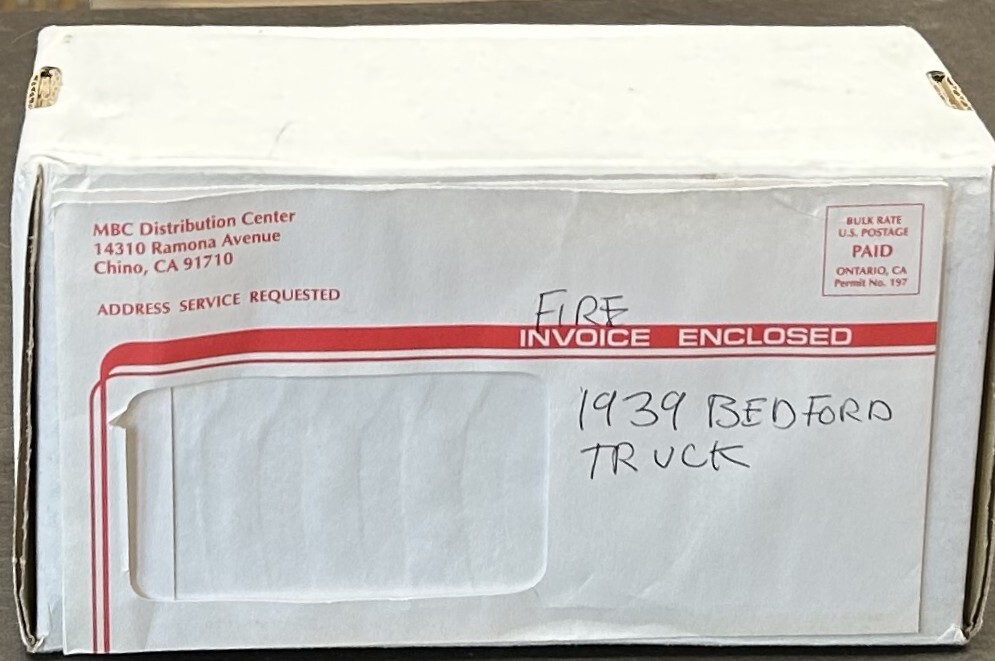 MBC Distribution Center
14310 Ramona Avenue
Chino, CA 91710
ADDRESS SERVICE REQUESTED
BULK RATE
U.S. POSTAGE
PAID
ONTARIO, CA
Permit No. 197
FIRE
INVOICE ENCLOSED
1939 BEDFORD
TRUCK